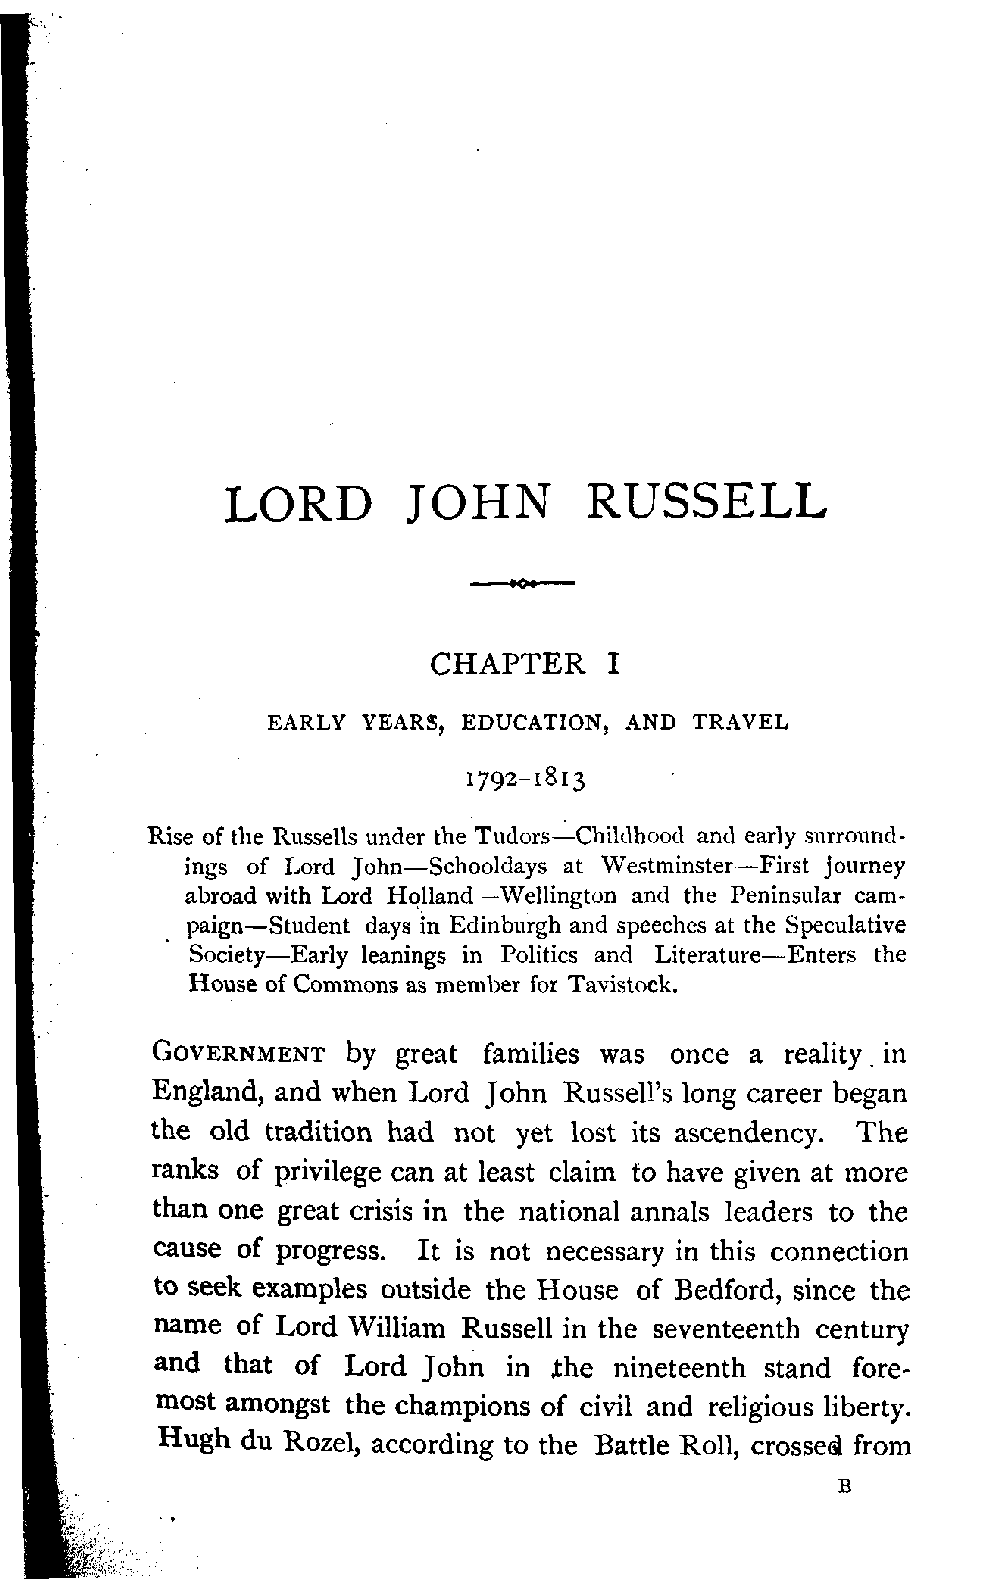 LORD JOHN RUSSELL
CHAPTER I
EARLY YEARS, EDUCATION, AND TRAVEL
1792-1813
Rise of the Russells under the Tudors—Childhood and early surround-
ings of Lord John—Schooldays at Westminster—First journey
abroad with Lord Holland—Wellington and the Peninsular cam-
paign—Student days in Edinburgh and speeches at the Speculative
Society—Early leanings in Politics and Literature—Enters the
House of Commons as member for Tavistock.
GOVERNMENT by great families was once a reality in
England, and when Lord John Russell's long career began
the old tradition had not yet lost its ascendency. The
ranks of privilege can at least claim to have given at more
than one great crisis in the national annals leaders to the
cause of progress. It is not necessary in this connection
to seek examples outside the House of Bedford, since the
name of Lord William Russell in the seventeenth century
and that of Lord John in the nineteenth stand fore-
most amongst the champions of civil and religious liberty.
Hugh du Rozel, according to the Battle Roll, crossed from
B